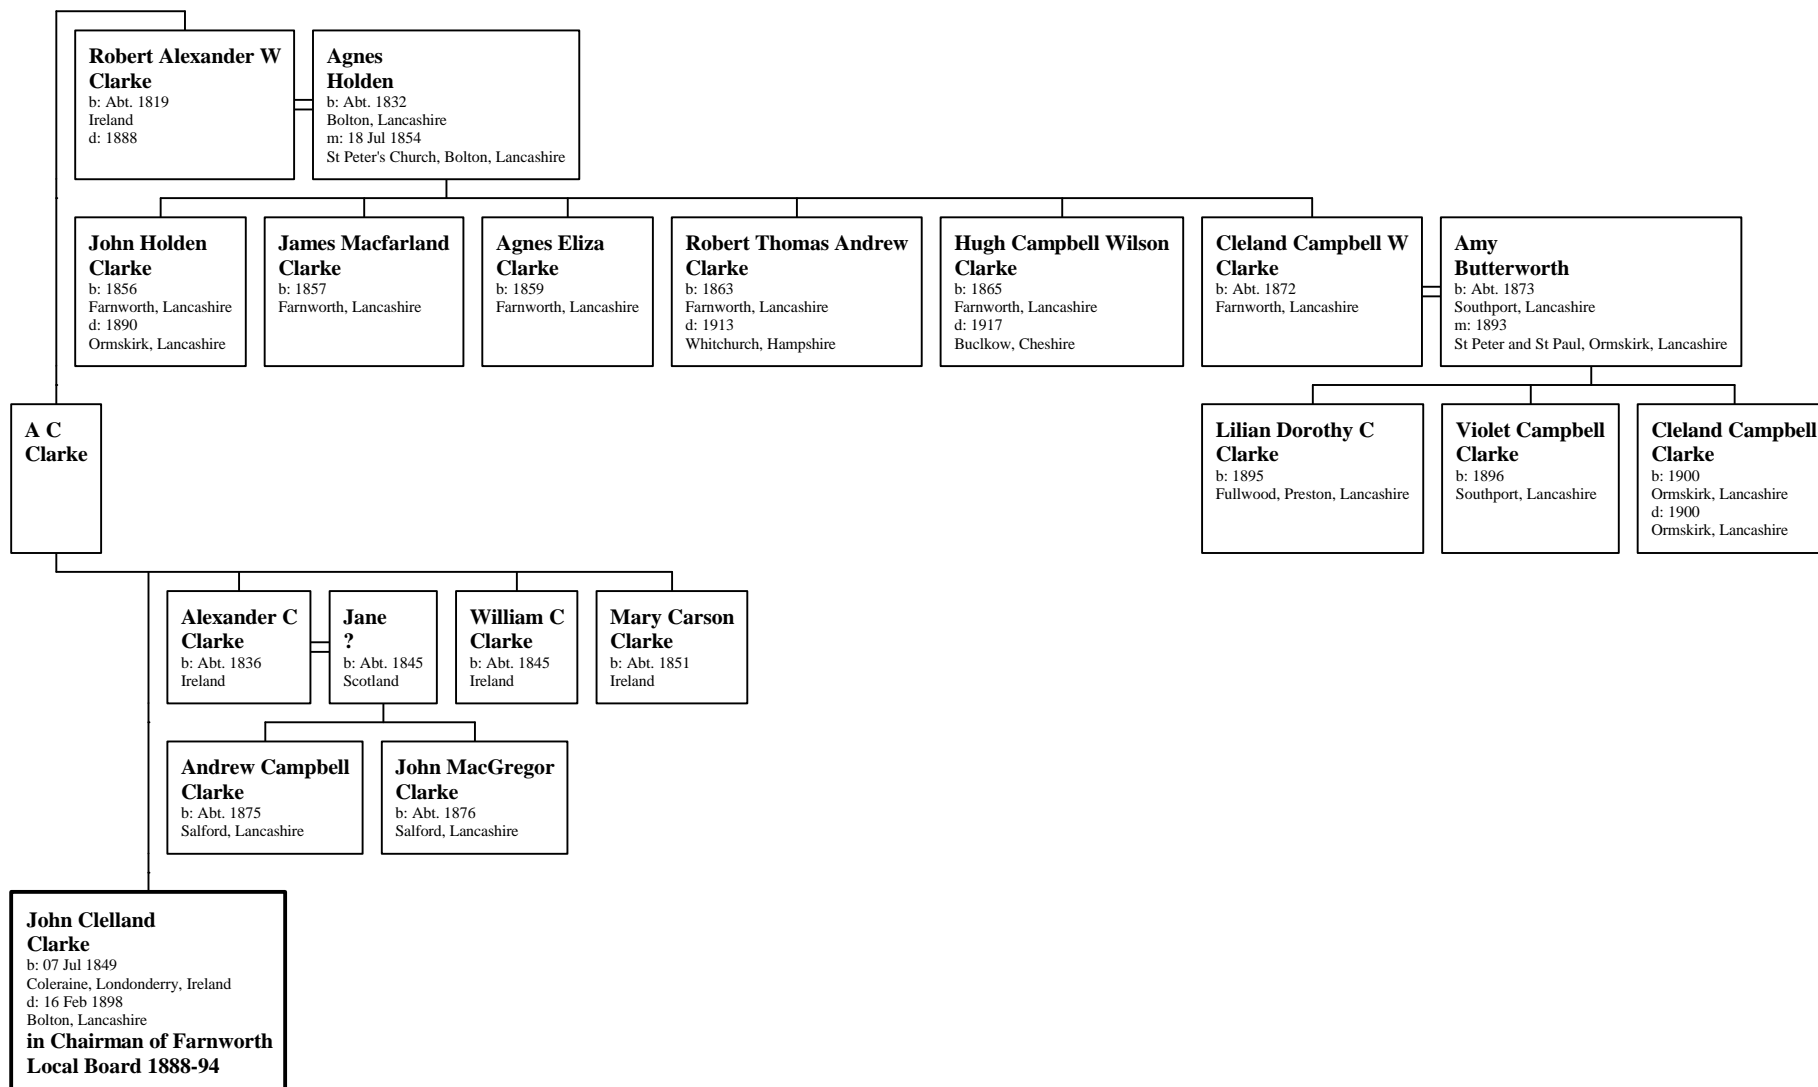 Robert Alexander W
Clarke
b: Abt. 1819
Ireland
d: 1888
Agnes
Holden
b: Abt. 1832
Bolton, Lancashire
m: 18 Jul 1854
St Peter's Church, Bolton, Lancashire
John Holden
Clarke
b: 1856
Farnworth, Lancashire
d: 1890
Ormskirk, Lancashire
James Macfarland
Clarke
b: 1857
Farnworth, Lancashire
Agnes Eliza
Clarke
b: 1859
Farnworth, Lancashire
Robert Thomas Andrew
Clarke
b: 1863
Farnworth, Lancashire
d: 1913
Whitchurch, Hampshire
Hugh Campbell Wilson
Clarke
b: 1865
Farnworth, Lancashire
d: 1917
Buclkow, Cheshire
Cleland Campbell W
Clarke
b: Abt. 1872
Farnworth, Lancashire
Amy
Butterworth
b: Abt. 1873
Southport, Lancashire
m: 1893
St Peter and St Paul, Ormskirk, Lancashire
A C
Clarke
Lilian Dorothy C
Clarke
b: 1895
Fullwood, Preston, Lancashire
Violet Campbell
Clarke
b: 1896
Southport, Lancashire
Cleland Campbell
Clarke
b: 1900
Ormskirk, Lancashire
d: 1900
Ormskirk, Lancashire
Alexander C
Clarke
b: Abt. 1836
Ireland
Jane
?
b: Abt. 1845
Scotland
William C
Clarke
b: Abt. 1845
Ireland
Mary Carson
Clarke
b: Abt. 1851
Ireland
Andrew Campbell
Clarke
b: Abt. 1875
Salford, Lancashire
John MacGregor
Clarke
b: Abt. 1876
Salford, Lancashire
John Clelland
Clarke
b: 07 Jul 1849
Coleraine, Londonderry, Ireland
d: 16 Feb 1898
Bolton, Lancashire
in Chairman of Farnworth
Local Board 1888-94